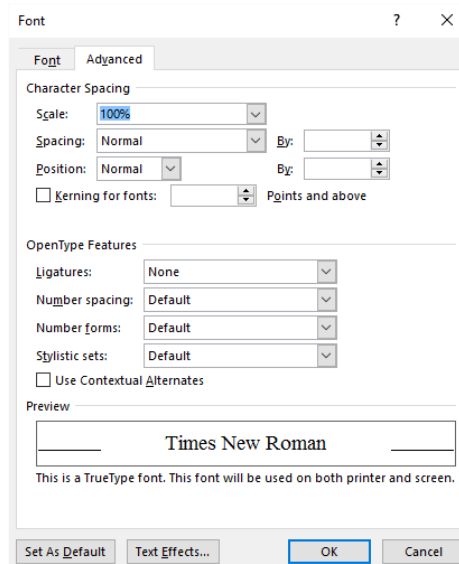 Font ?
Font Advanced
Character Spacing
Scale: 100%
Spacing: Normal By:
Position: Normal By:
Kerning for fonts: Points and above
OpenType Features
Ligatures: None
Number spacing: Default
Number forms: Default
Stylistic sets: Default
Use Contextual Alternates
Preview
Times New Roman
This is a TrueType font. This font will be used on both printer and screen.
Set As Default Text Effects... OK Cancel